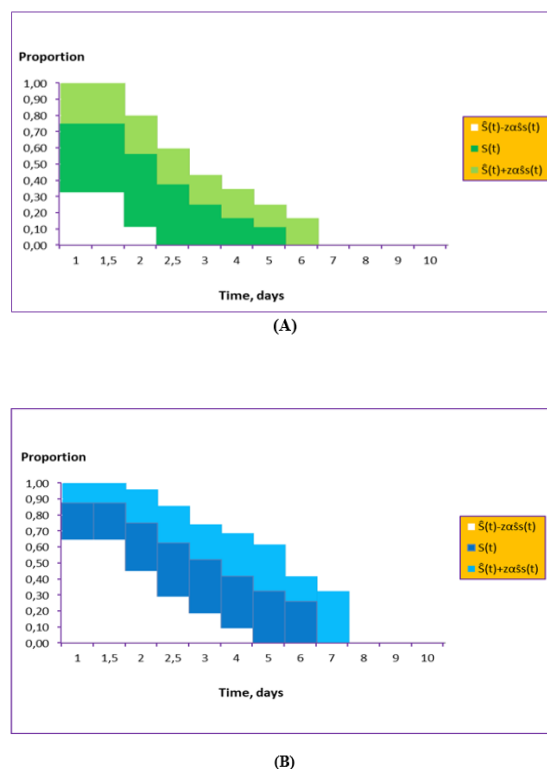 Proportion
1,00
0,90
0,80
0,70
0,60
0,50
0,40
0,30
0,20
0,10
0,00
1 1,5 2 2,5 3 4 5 6 7 8 9 10
Time, days
Ŝ(t)-zαŝs(t)
S(t)
Ŝ(t)+zαŝs(t)
(A)
Proportion
1,00
0,90
0,80
0,70
0,60
0,50
0,40
0,30
0,20
0,10
0,00
1 1,5 2 2,5 3 4 5 6 7 8 9 10
Time, days
Ŝ(t)-zαŝs(t)
S(t)
Ŝ(t)+zαŝs(t)
(B)